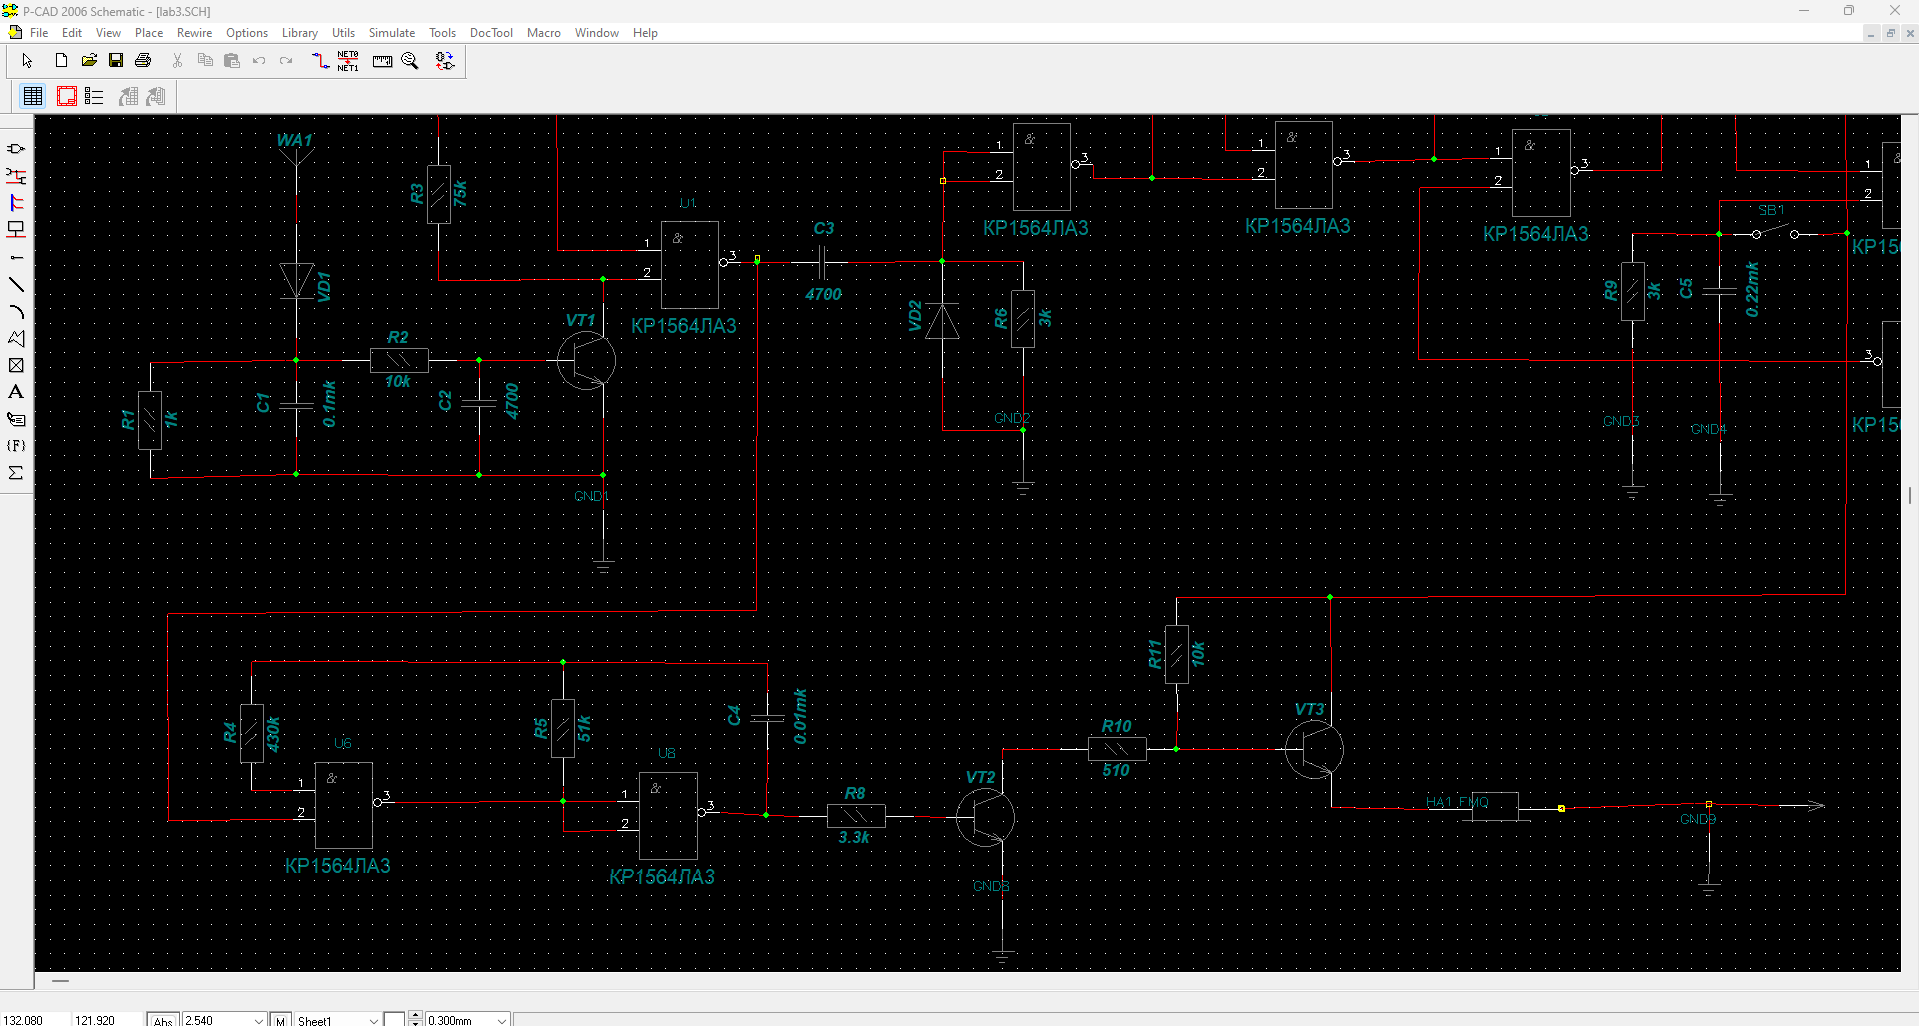 P-CAD 2006 Schematic - [lab3.SCH]
File Edit View Place Rewire Options Library Utils Simulate Tools DocTool Macro Window Help
NET0
NET1
A
{F}
Σ
WA1
R3
75k
VD1
U1
&
1
2
3
КР1564ЛА3
C3
4700
VT1
R2
10k
R1
1k
C1
0.1mk
C2
4700
GND1
&
1
2
3
КР1564ЛА3
VD2
R6
3k
GND2
&
1
2
3
КР1564ЛА3
&
1
2
3
КР1564ЛА3
SB1
R9
3k
C5
0.22mk
GND3
GND4
&
1
2
КР15
3
КР15
R4
430k
U6
&
1
2
3
КР1564ЛА3
R5
51k
U8
&
1
2
3
КР1564ЛА3
C4
0.01mk
R8
3.3k
VT2
GND8
R10
510
R11
10k
VT3
HA1 FMQ
GND9
132.080 121.920 Abs 2.540 M Sheet1 0.300mm